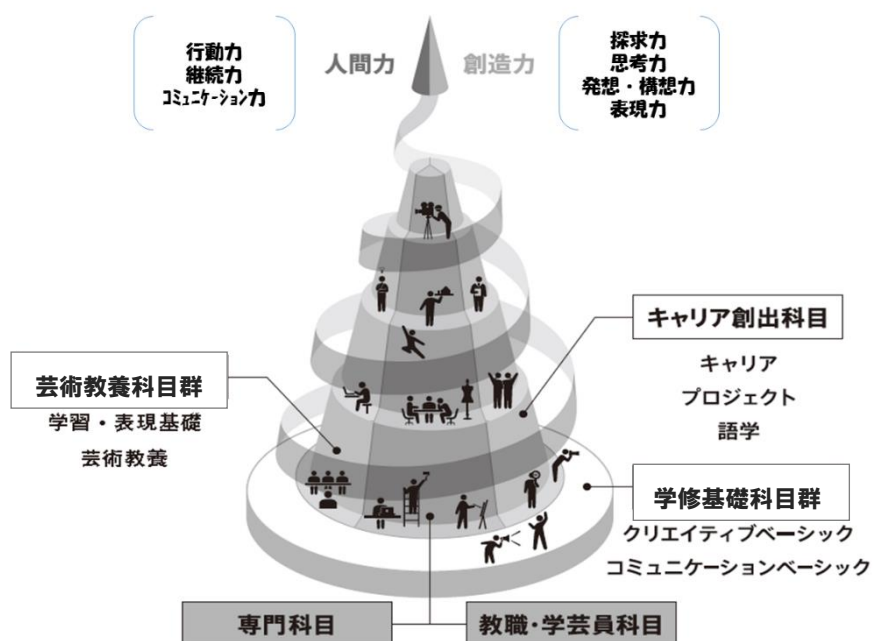 行動力
継続力
コミュニケーション力
人間力
創造力
探求力
思考力
発想・構想力
表現力
キャリア創出科目
キャリア
プロジェクト
語学
芸術教養科目群
学習・表現基礎
芸術教養
学修基礎科目群
クリエイティブベーシック
コミュニケーションベーシック
専門科目
教職・学芸員科目